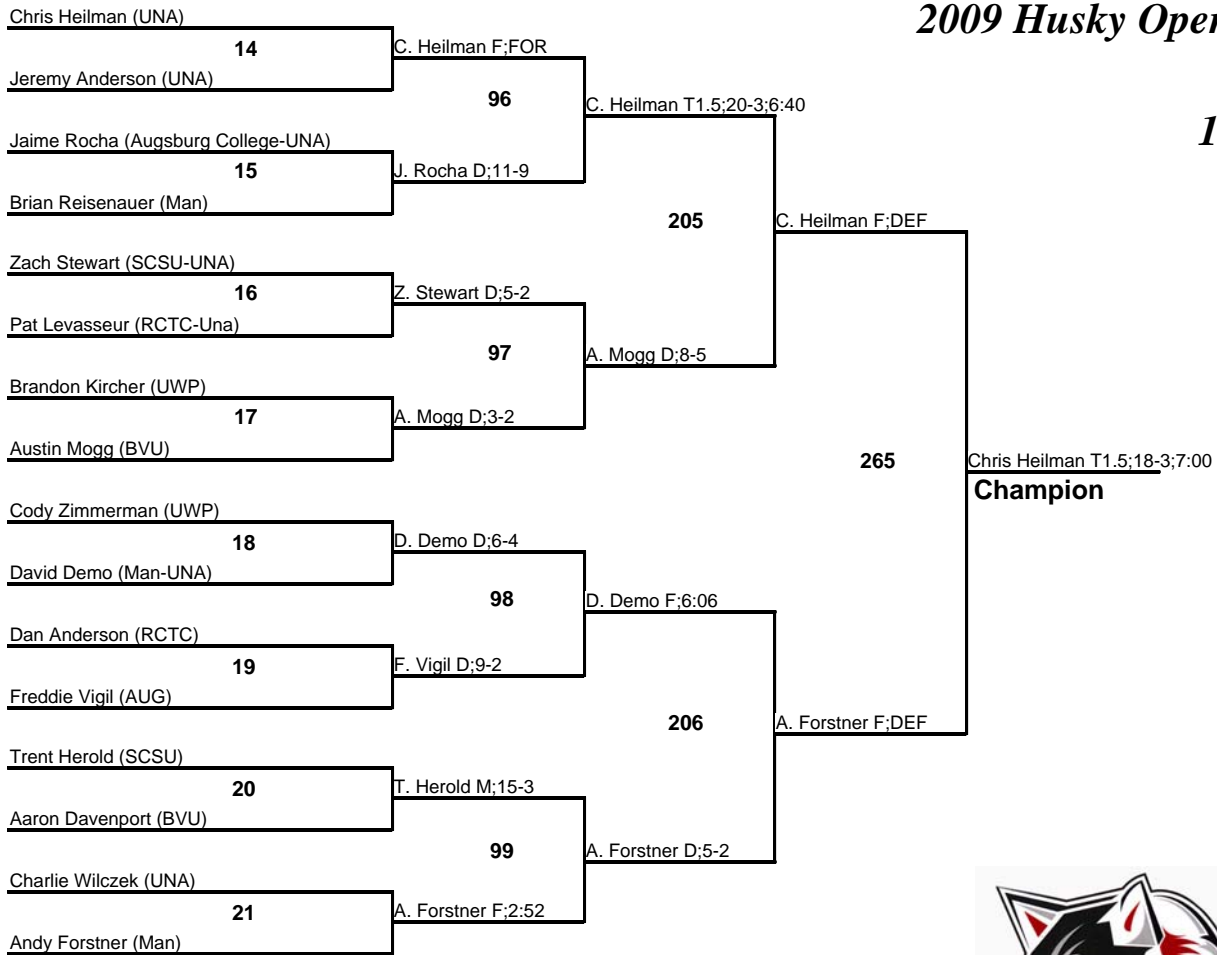 2009 Husky Open
1
Chris Heilman (UNA)
14
Jeremy Anderson (UNA)
C. Heilman F;FOR
96
Jaime Rocha (Augsburg College-UNA)
15
Brian Reisenauer (Man)
J. Rocha D;11-9
C. Heilman T1.5;20-3;6:40
205
Zach Stewart (SCSU-UNA)
16
Pat Levasseur (RCTC-Una)
Z. Stewart D;5-2
97
Brandon Kircher (UWP)
17
Austin Mogg (BVU)
A. Mogg D;3-2
A. Mogg D;8-5
C. Heilman F;DEF
265
Chris Heilman T1.5;18-3;7:00
Champion
Cody Zimmerman (UWP)
18
David Demo (Man-UNA)
D. Demo D;6-4
98
Dan Anderson (RCTC)
19
Freddie Vigil (AUG)
F. Vigil D;9-2
D. Demo F;6:06
206
A. Forstner F;DEF
Trent Herold (SCSU)
20
Aaron Davenport (BVU)
T. Herold M;15-3
99
Charlie Wilczek (UNA)
21
Andy Forstner (Man)
A. Forstner F;2:52
A. Forstner D;5-2